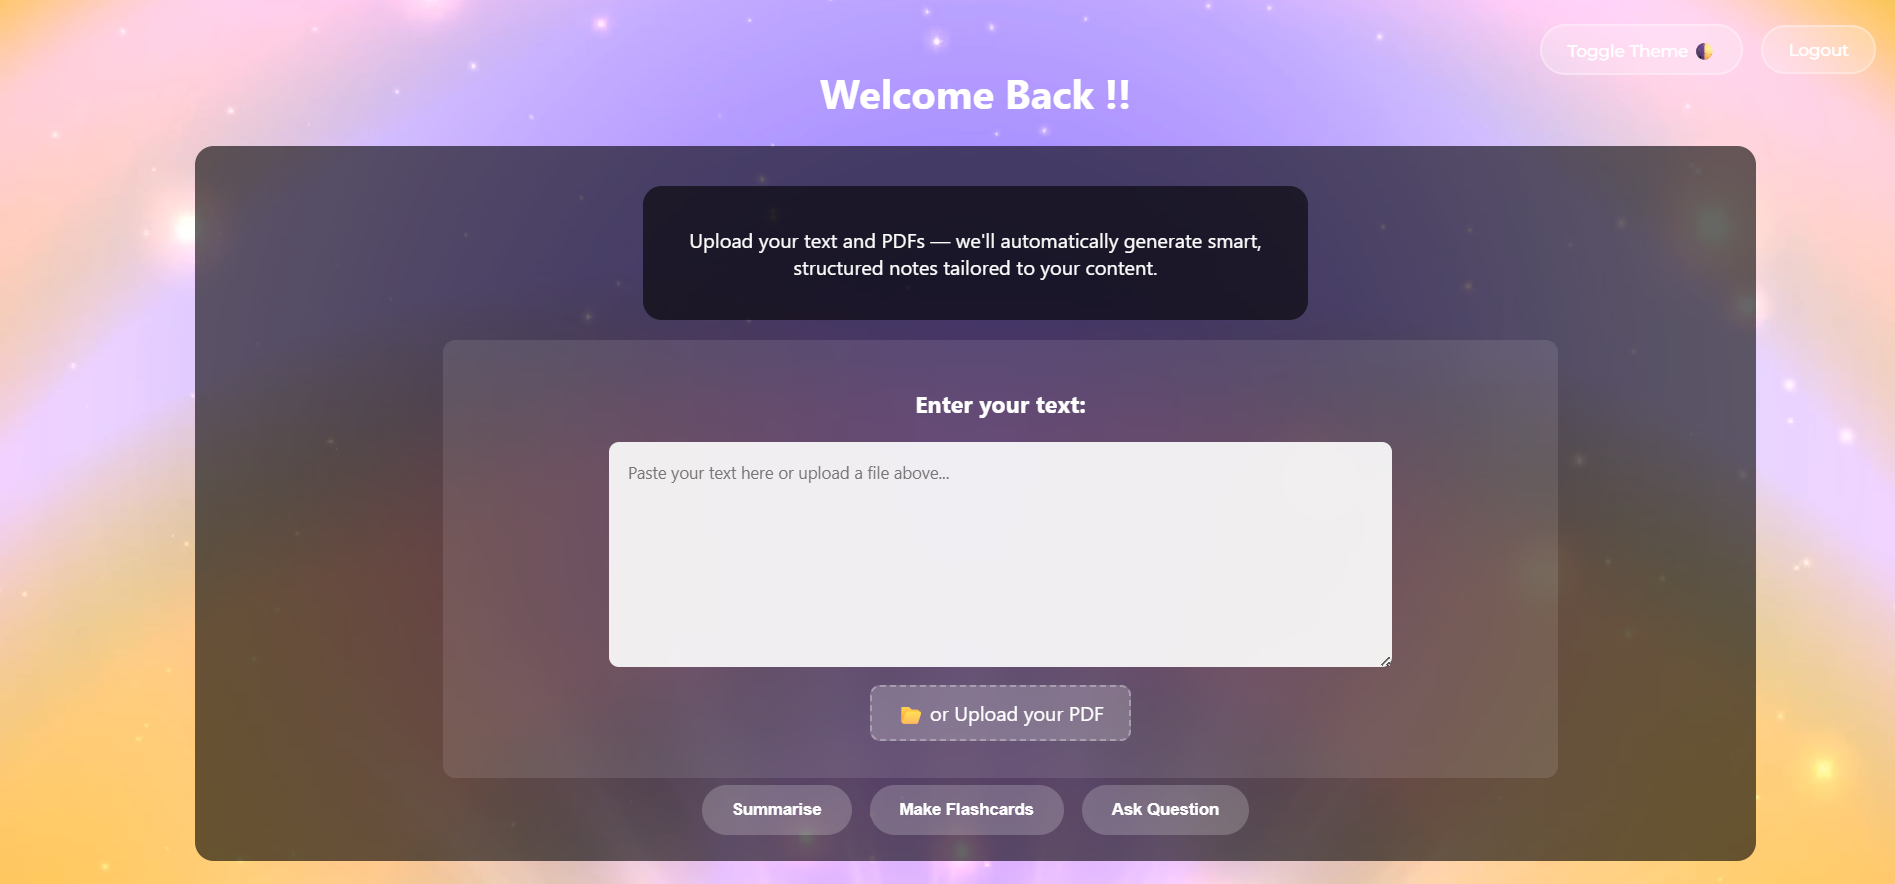 Toggle Theme
Logout
Welcome Back !!
Upload your text and PDFs — we'll automatically generate smart,
structured notes tailored to your content.
Enter your text:
Paste your text here or upload a file above...
or Upload your PDF
Summarise
Make Flashcards
Ask Question